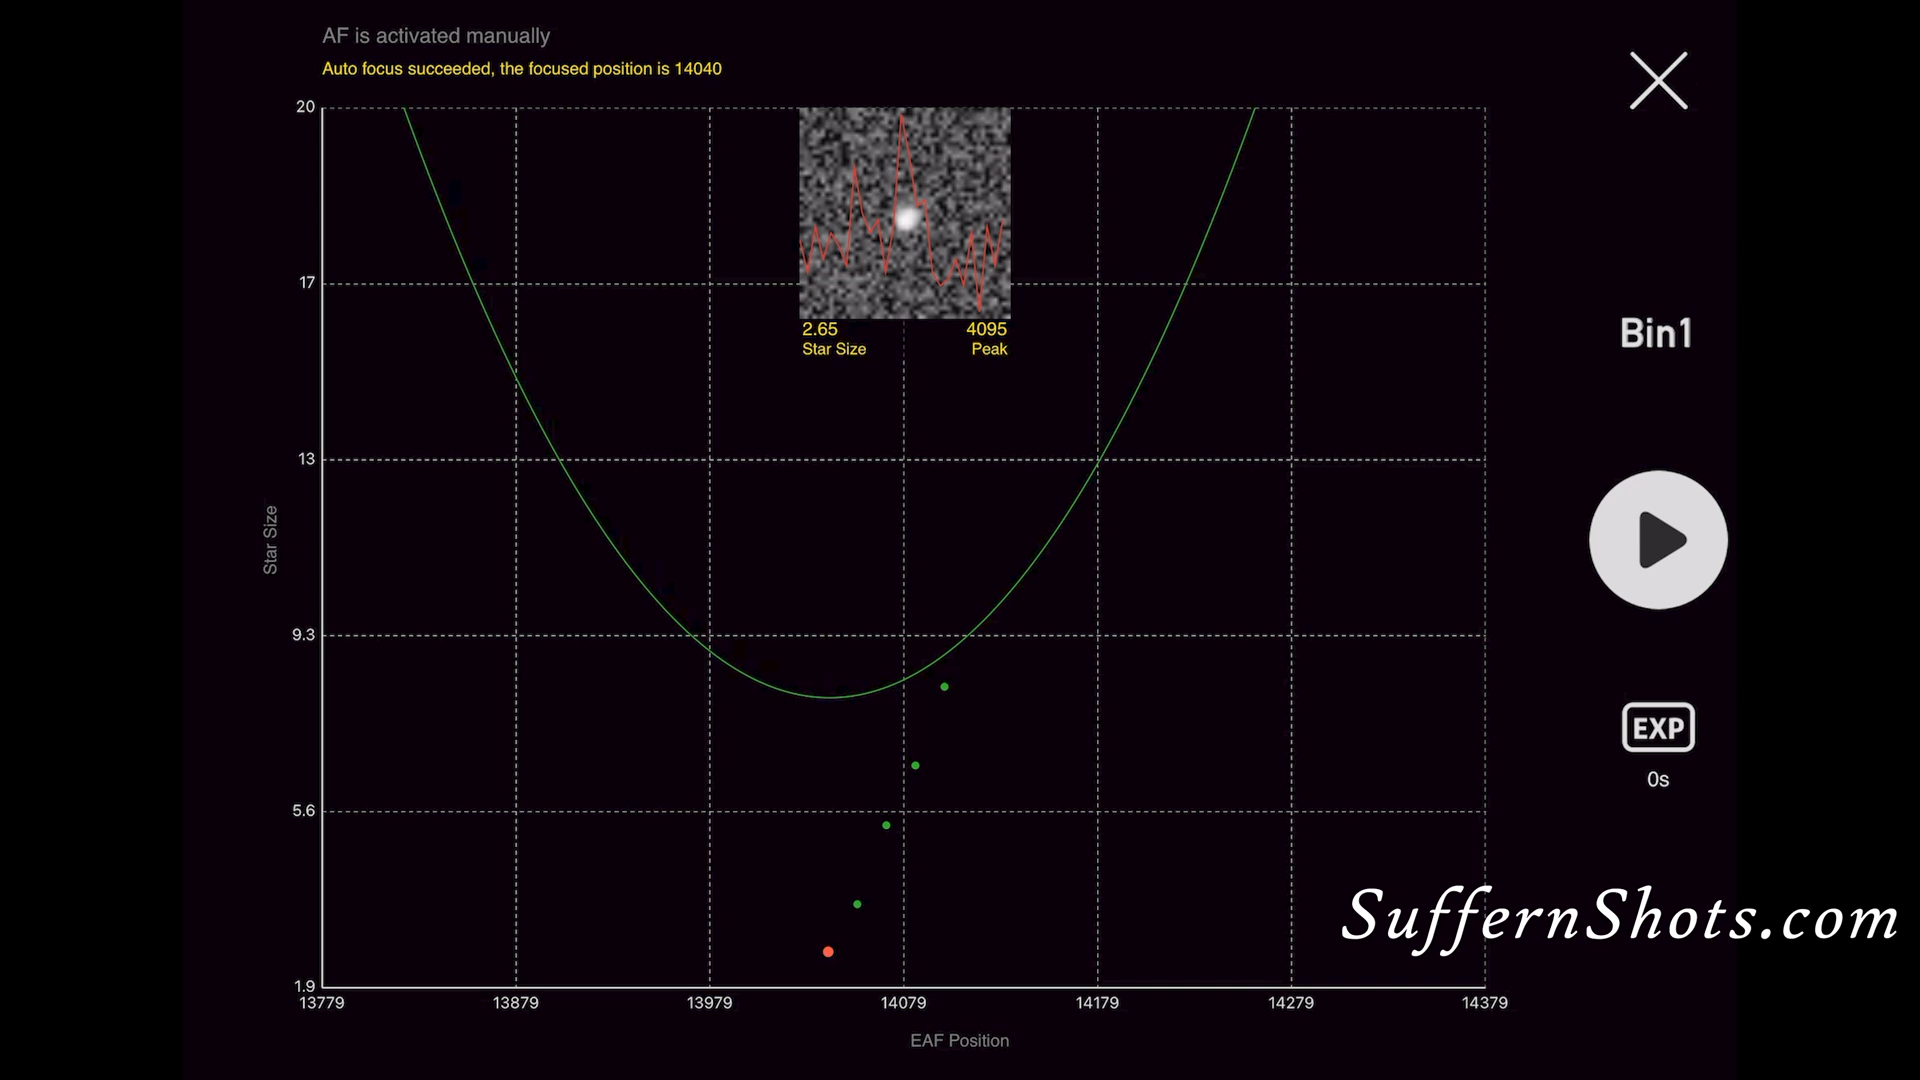 AF is activated manually
Auto focus succeeded, the focused position is 14040
20
17
13
9.3
5.6
1.9
Star Size
2.65 4095
Star Size Peak
13779 13879 13979 14079 14179 14279 14379
EAF Position
Bin1
EXP
0s
SuffernShots.com